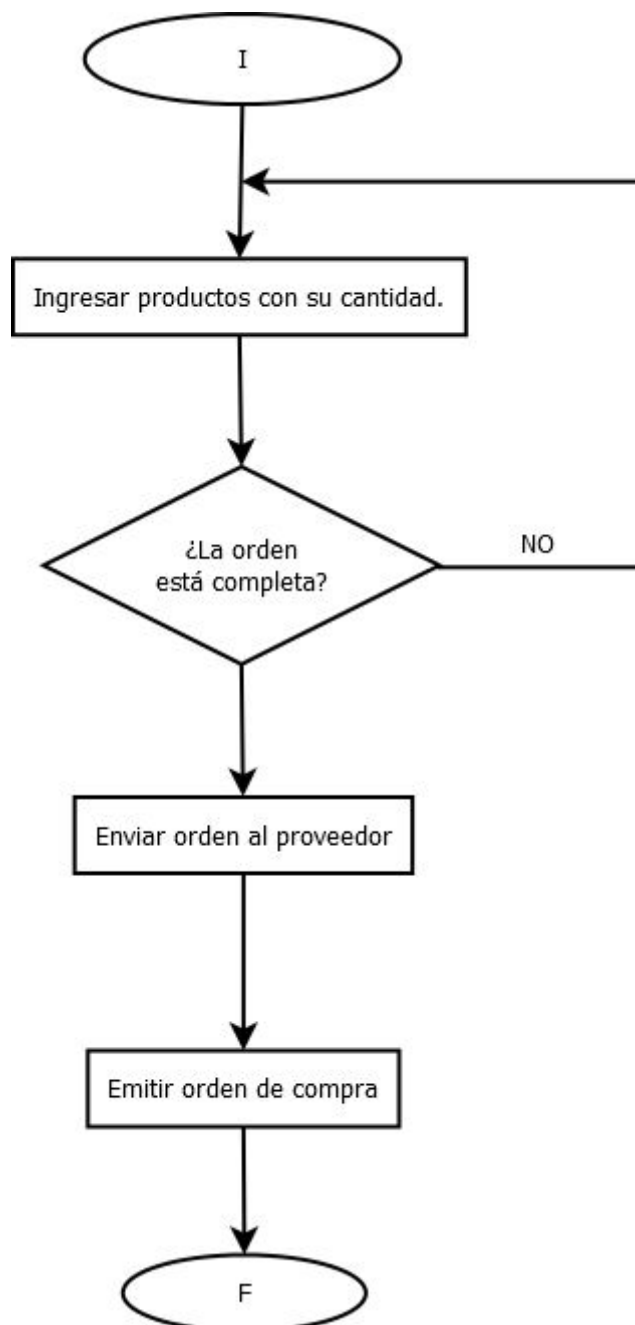 I
Ingresar productos con su cantidad.
¿La orden
está completa?
NO
Enviar orden al proveedor
Emitir orden de compra
F